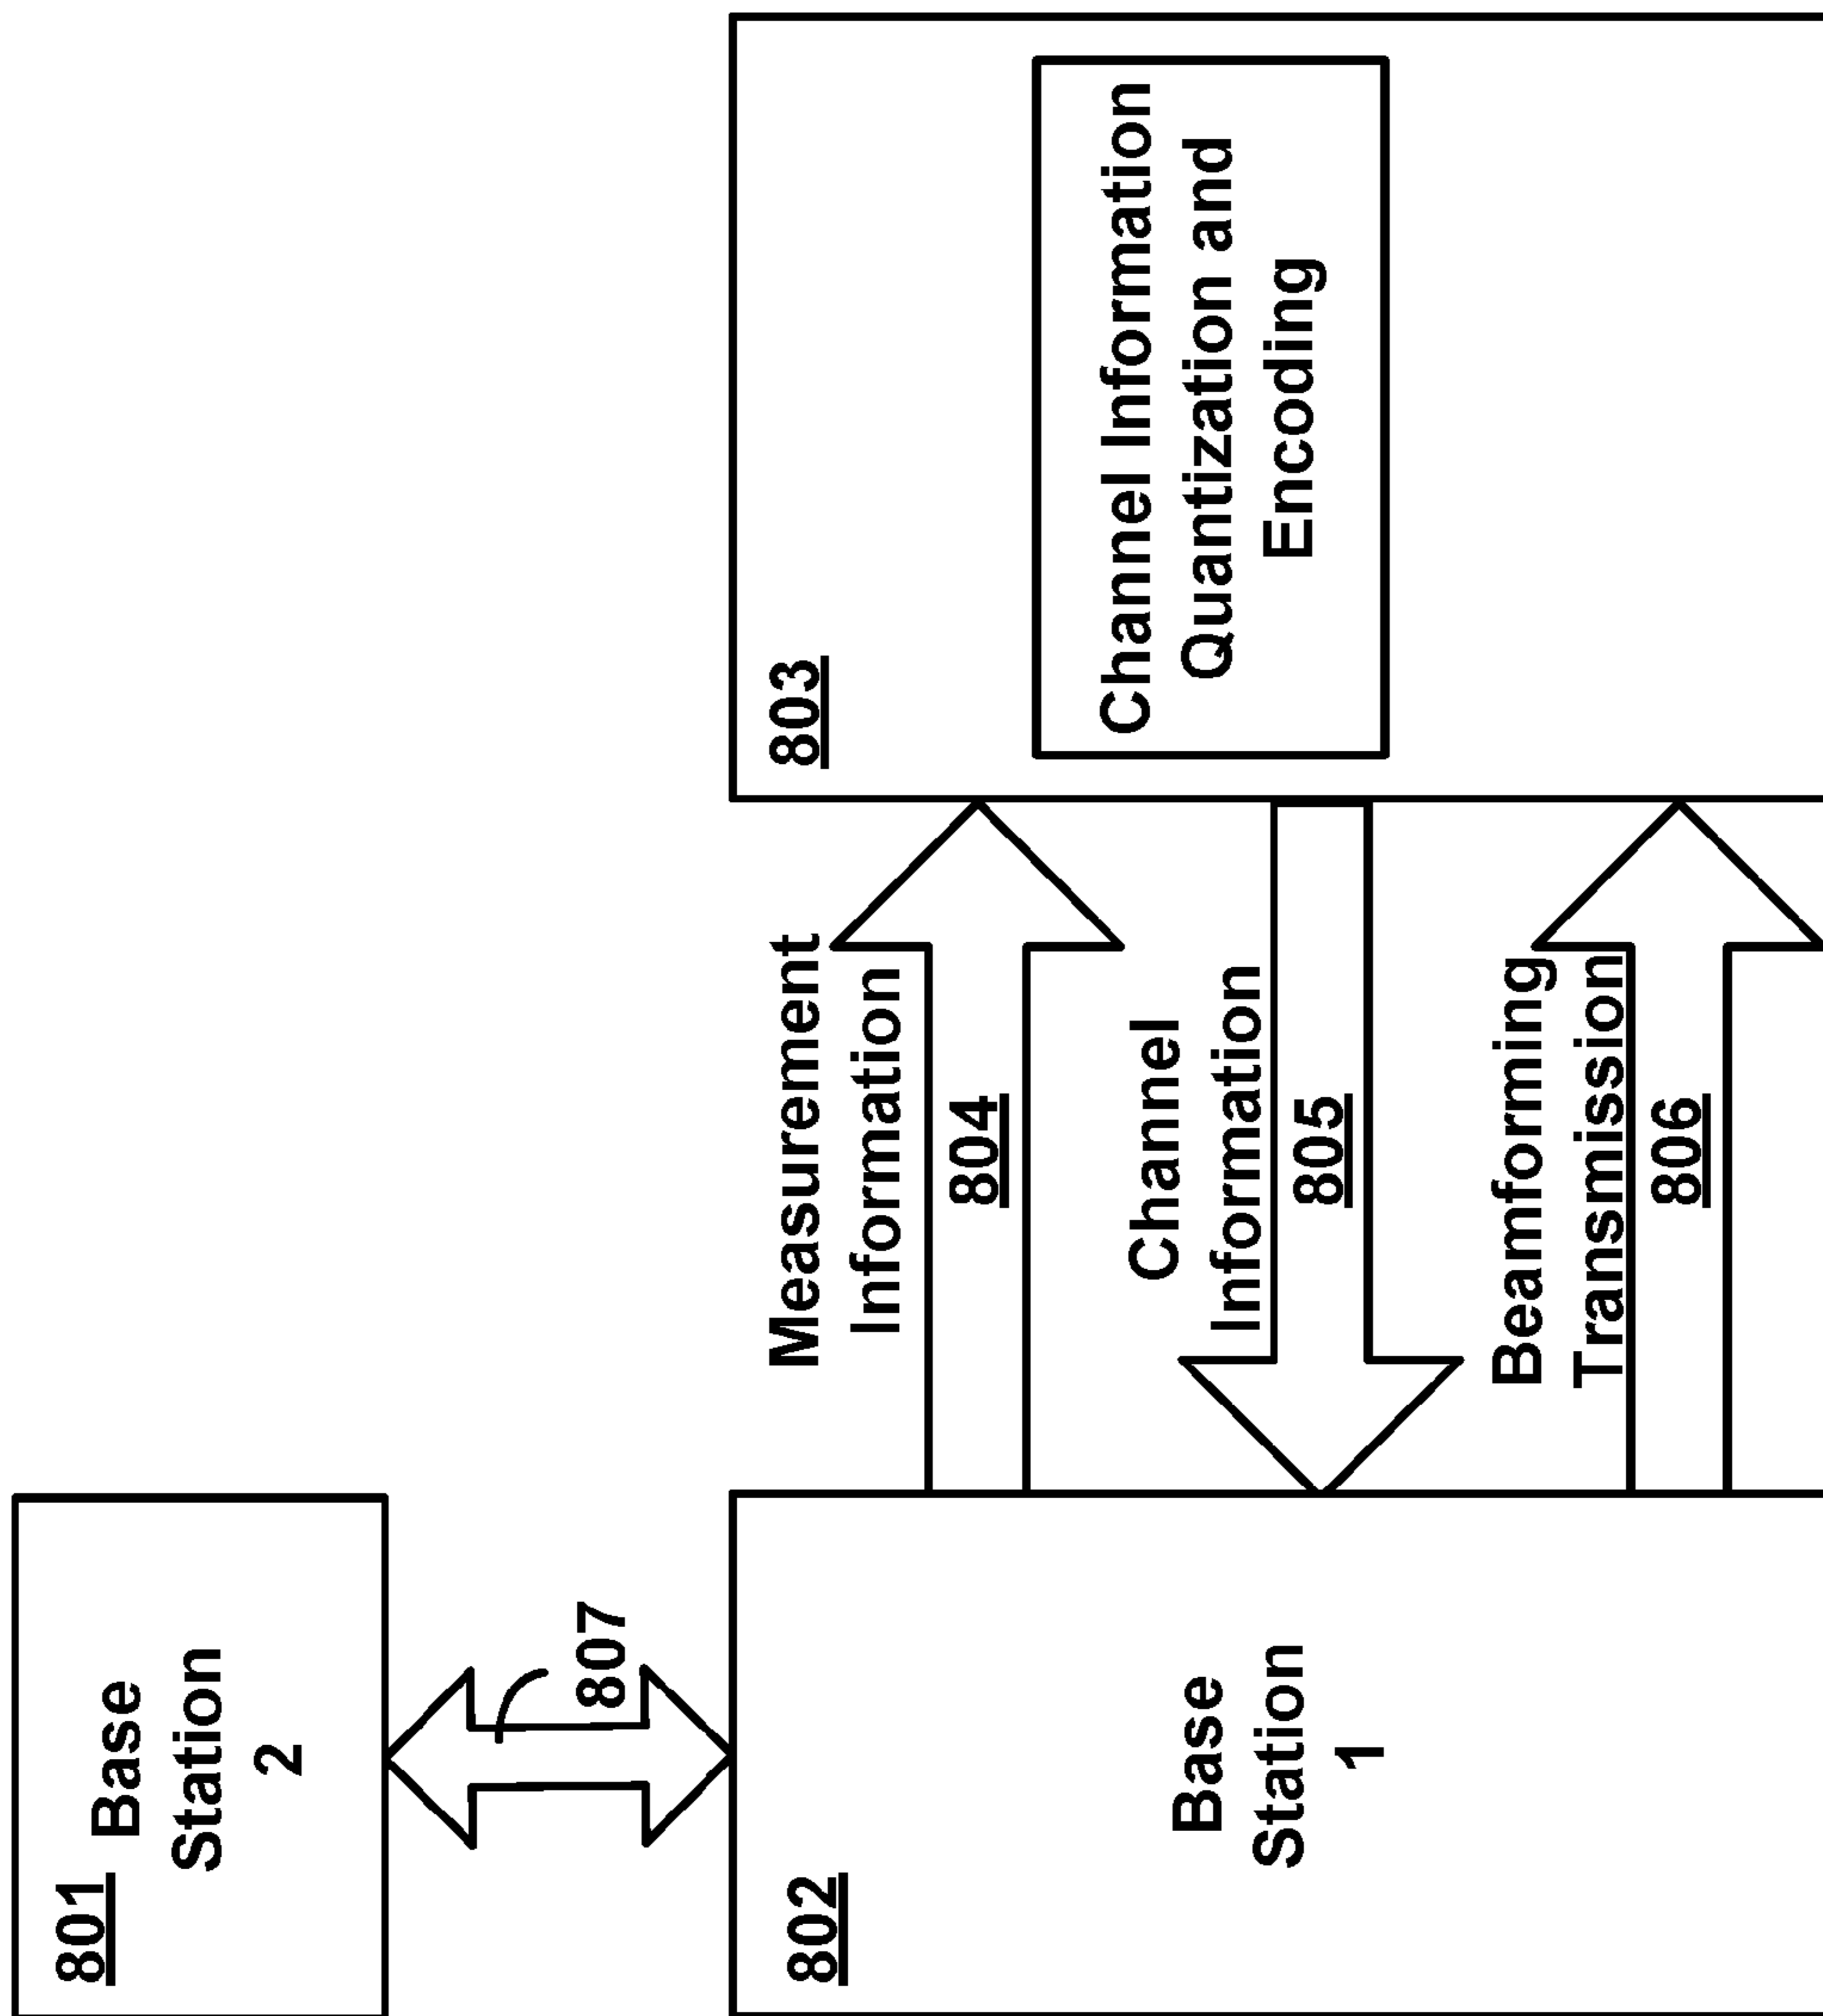 801
Base
Station
2
807
802
Base
Station
1
Measurement
Information
804
Channel
Information
805
Beamforming
Transmission
806
803
Channel Information
Quantization and
Encoding